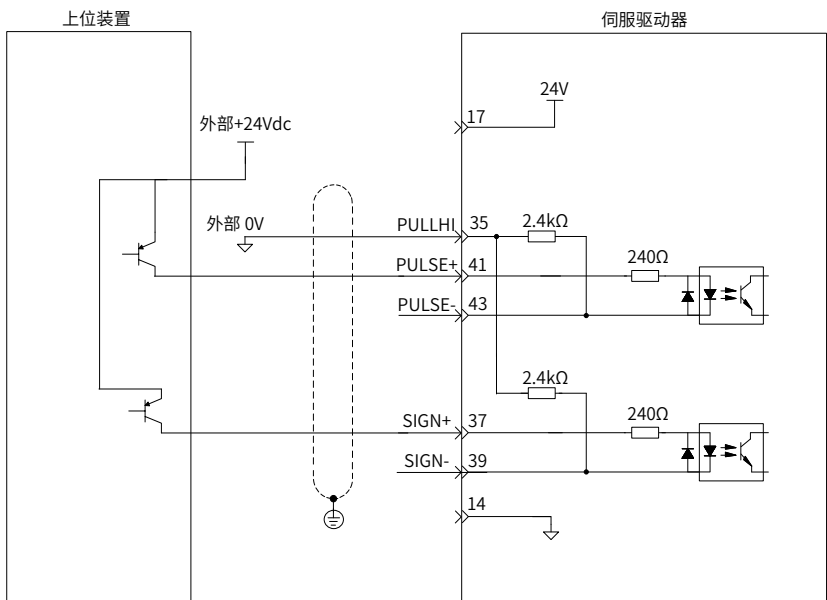 上位装置
伺服驱动器
24V
17
外部+24Vdc
外部 0V
PULLHI
35
2.4kΩ
PULSE+
41
240Ω
PULSE-
43
2.4kΩ
SIGN+
37
240Ω
SIGN-
39
14